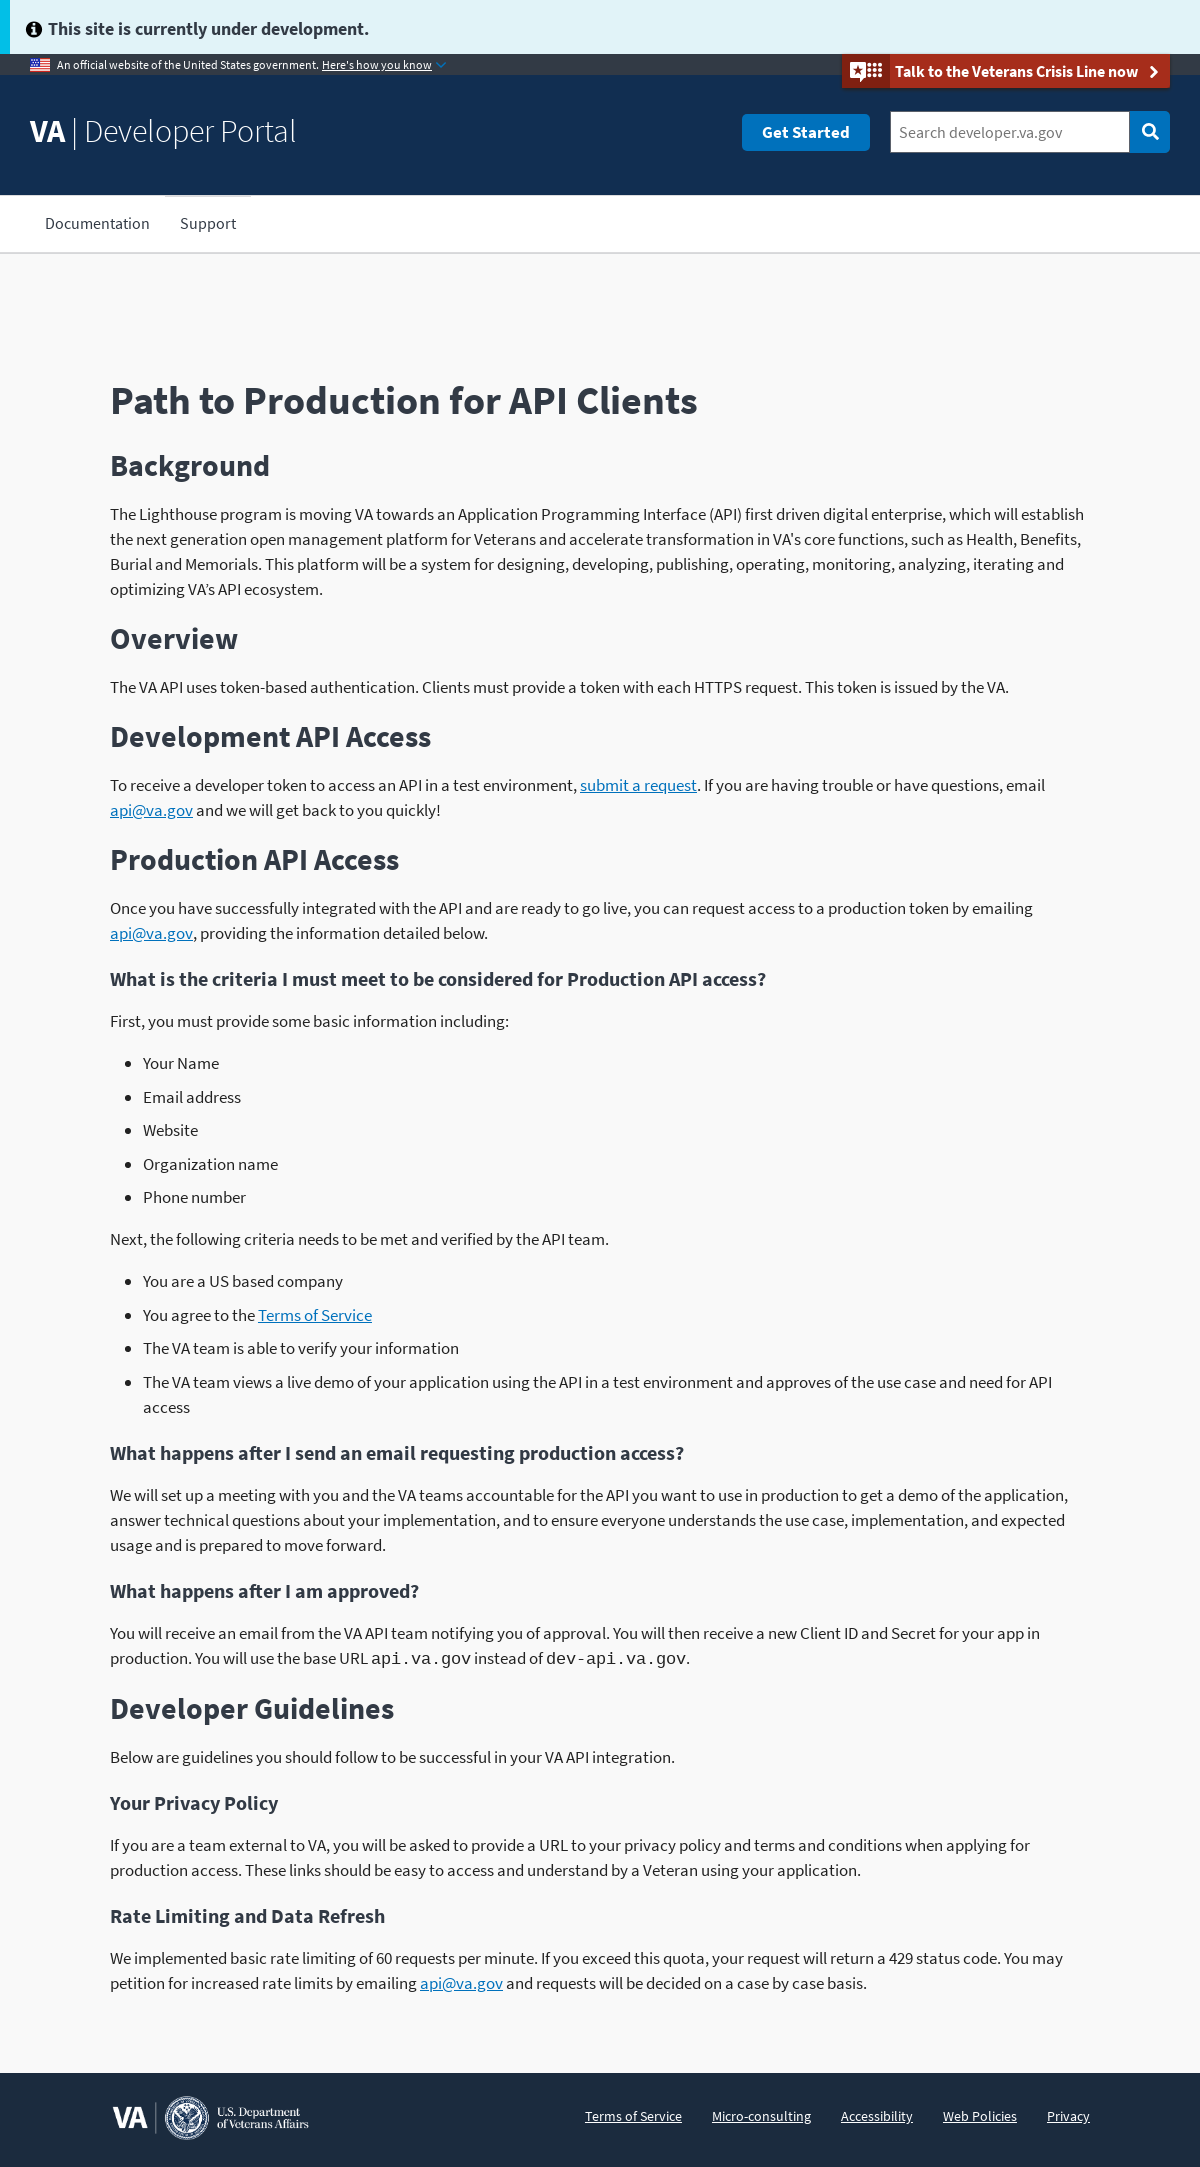 This site is currently under development.
An official website of the United States government. Here's how you know
Talk to the Veterans Crisis Line now
VA | Developer Portal
Get Started
Search developer.va.gov
Documentation
Support
Path to Production for API Clients
Background
The Lighthouse program is moving VA towards an Application Programming Interface (API) first driven digital enterprise, which will establish
the next generation open management platform for Veterans and accelerate transformation in VA's core functions, such as Health, Benefits,
Burial and Memorials. This platform will be a system for designing, developing, publishing, operating, monitoring, analyzing, iterating and
optimizing VA’s API ecosystem.
Overview
The VA API uses token-based authentication. Clients must provide a token with each HTTPS request. This token is issued by the VA.
Development API Access
To receive a developer token to access an API in a test environment, submit a request. If you are having trouble or have questions, email
api@va.gov and we will get back to you quickly!
Production API Access
Once you have successfully integrated with the API and are ready to go live, you can request access to a production token by emailing
api@va.gov, providing the information detailed below.
What is the criteria I must meet to be considered for Production API access?
First, you must provide some basic information including:
• Your Name
• Email address
• Website
• Organization name
• Phone number
Next, the following criteria needs to be met and verified by the API team.
• You are a US based company
• You agree to the Terms of Service
• The VA team is able to verify your information
• The VA team views a live demo of your application using the API in a test environment and approves of the use case and need for API
access
What happens after I send an email requesting production access?
We will set up a meeting with you and the VA teams accountable for the API you want to use in production to get a demo of the application,
answer technical questions about your implementation, and to ensure everyone understands the use case, implementation, and expected
usage and is prepared to move forward.
What happens after I am approved?
You will receive an email from the VA API team notifying you of approval. You will then receive a new Client ID and Secret for your app in
production. You will use the base URL api.va.gov instead of dev-api.va.gov.
Developer Guidelines
Below are guidelines you should follow to be successful in your VA API integration.
Your Privacy Policy
If you are a team external to VA, you will be asked to provide a URL to your privacy policy and terms and conditions when applying for
production access. These links should be easy to access and understand by a Veteran using your application.
Rate Limiting and Data Refresh
We implemented basic rate limiting of 60 requests per minute. If you exceed this quota, your request will return a 429 status code. You may
petition for increased rate limits by emailing api@va.gov and requests will be decided on a case by case basis.
VA
U.S. Department
of Veterans Affairs
Terms of Service
Micro-consulting
Accessibility
Web Policies
Privacy